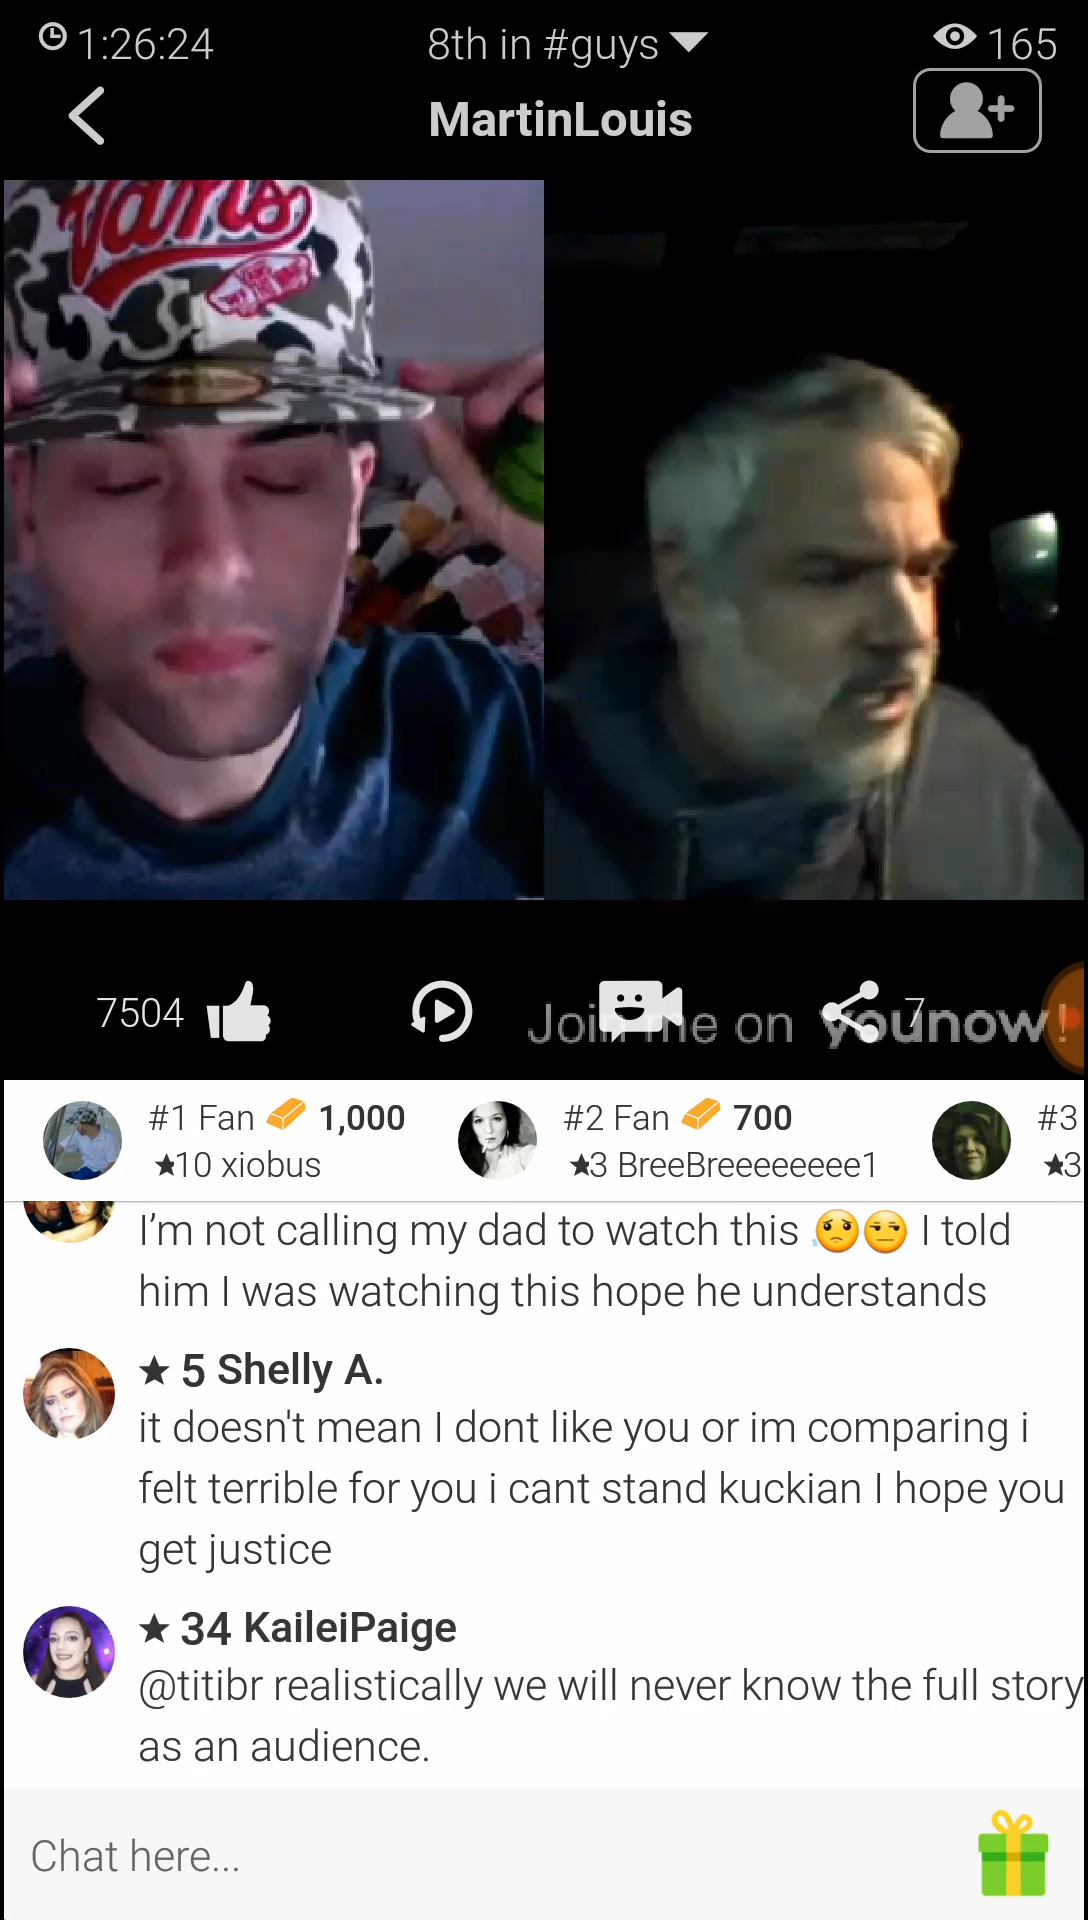 1:26:24
8th in #guys
165
MartinLouis
Vans
7504
Join me on younow!
7
#1 Fan 1,000
★10 xiobus
#2 Fan 700
★3 BreeBreeeeeeee1
#3
★3
I’m not calling my dad to watch this 😟😒 I told
him I was watching this hope he understands
★ 5 Shelly A.
it doesn't mean I dont like you or im comparing i
felt terrible for you i cant stand kuckian I hope you
get justice
★ 34 KaileiPaige
@titibr realistically we will never know the full story
as an audience.
Chat here...